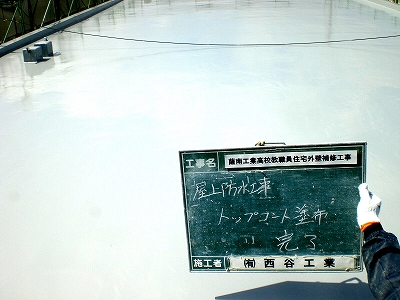 工事名 薩南工業高校教職員住宅外壁補修工事
屋上防水工事
トップコート塗布
〃 完了
施工者 (有)西谷工業